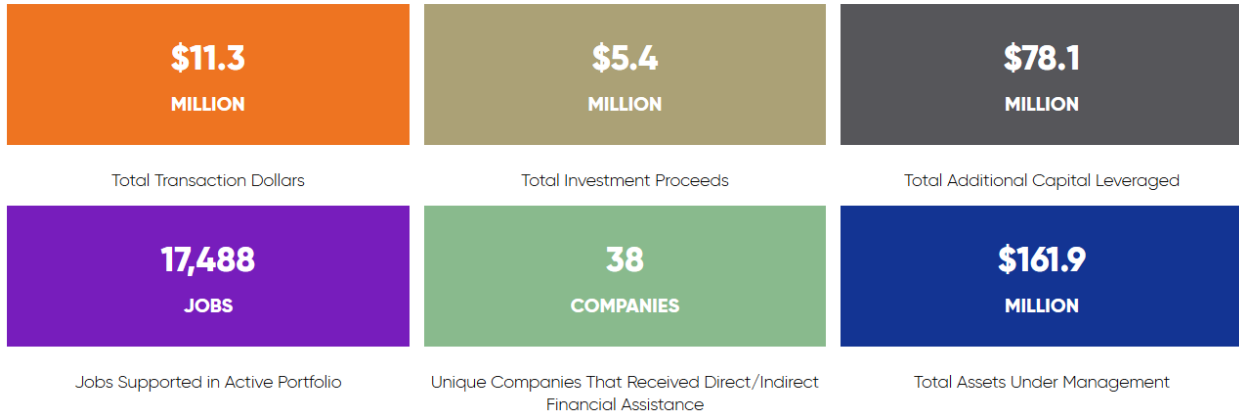 $11.3
MILLION
Total Transaction Dollars
$5.4
MILLION
Total Investment Proceeds
$78.1
MILLION
Total Additional Capital Leveraged
17,488
JOBS
Jobs Supported in Active Portfolio
38
COMPANIES
Unique Companies That Received Direct/Indirect
Financial Assistance
$161.9
MILLION
Total Assets Under Management